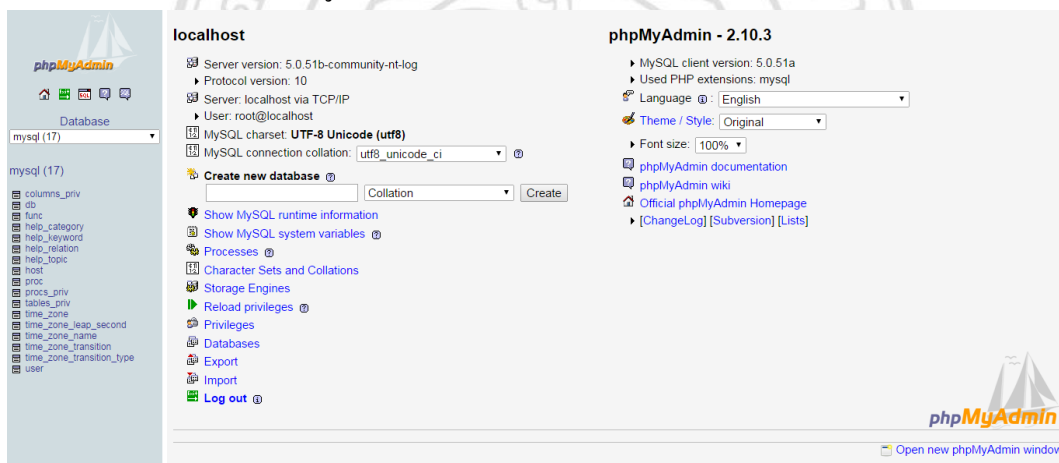 phpMyAdmin
Database
mysql (17)
mysql (17)
columns_priv
db
func
help_category
help_keyword
help_relation
help_topic
host
proc
procs_priv
tables_priv
time_zone
time_zone_leap_second
time_zone_name
time_zone_transition
time_zone_transition_type
user
localhost
Server version: 5.0.51b-community-nt-log
Protocol version: 10
Server: localhost via TCP/IP
User: root@localhost
MySQL charset: UTF-8 Unicode (utf8)
MySQL connection collation: utf8_unicode_ci
Create new database
Collation Create
Show MySQL runtime information
Show MySQL system variables
Processes
Character Sets and Collations
Storage Engines
Reload privileges
Privileges
Databases
Export
Import
Log out
phpMyAdmin - 2.10.3
MySQL client version: 5.0.51a
Used PHP extensions: mysql
Language : English
Theme / Style: Original
Font size: 100%
phpMyAdmin documentation
phpMyAdmin wiki
Official phpMyAdmin Homepage
[ChangeLog] [Subversion] [Lists]
phpMyAdmin
Open new phpMyAdmin window